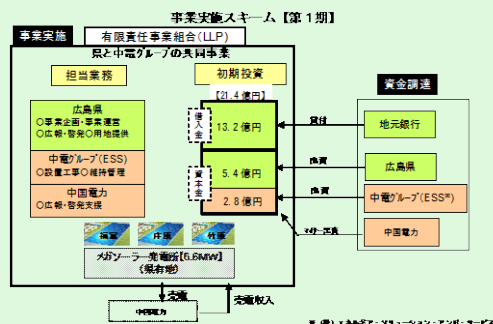 事業実施スキーム【第1期】
事業実施
有限責任事業組合(LLP)
県と中電グループの共同事業
担当業務
初期投資
資金調達
【21.4億円】
広島県
○事業企画・事業運営
○広報・啓発○用地提供
中電グループ(ESS)
○設置工事○維持管理
中国電力
○広報・啓発支援
借入金
13.2億円
資本金
5.4億円
2.8億円
貸付
出資
出資
地元銀行
広島県
中電グループ(ESS※)
中国電力
福富
庄原
竹原
メガソーラー発電所【6.6MW】
(県有地)
売電
売電収入
中国電力